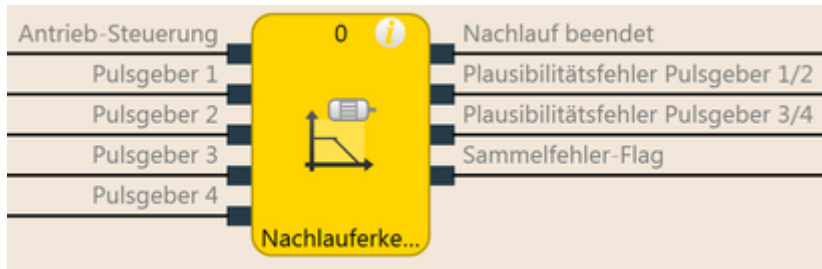 Antrieb-Steuerung
Pulsgeber 1
Pulsgeber 2
Pulsgeber 3
Pulsgeber 4
0
i
Nachlauferke...
Nachlauf beendet
Plausibilitätsfehler Pulsgeber 1/2
Plausibilitätsfehler Pulsgeber 3/4
Sammelfehler-Flag